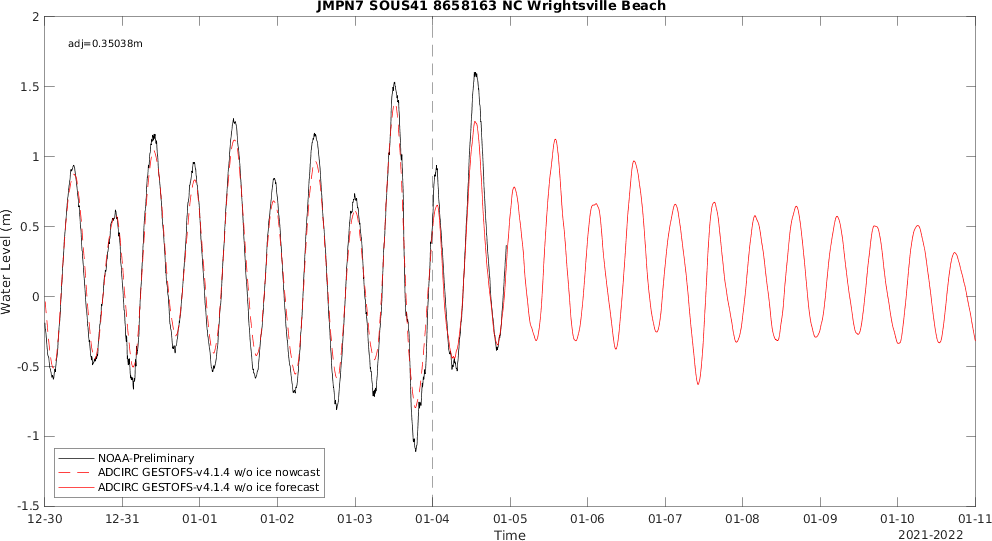 JMPN7 SOUS41 8658163 NC Wrightsville Beach
adj=0.35038m
2
1.5
1
0.5
0
-0.5
-1
-1.5
Water Level (m)
NOAA-Preliminary
ADCIRC GESTOFS-v4.1.4 w/o ice nowcast
ADCIRC GESTOFS-v4.1.4 w/o ice forecast
12-30 12-31 01-01 01-02 01-03 01-04 01-05 01-06 01-07 01-08 01-09 01-10 01-11
Time
2021-2022